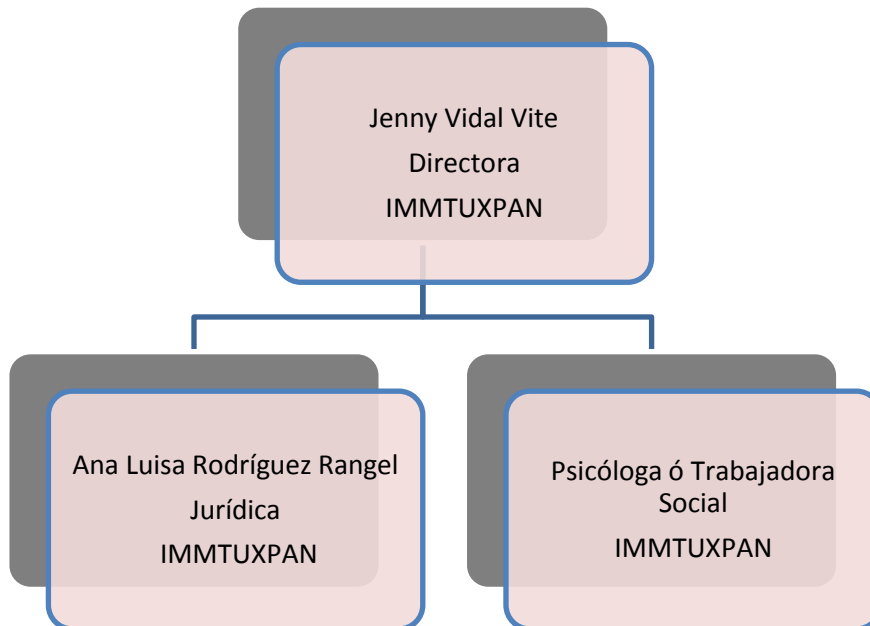 Jenny Vidal Vite
Directora
IMMTUXPAN
Ana Luisa Rodríguez Rangel
Jurídica
IMMTUXPAN
Psicóloga ó Trabajadora
Social
IMMTUXPAN